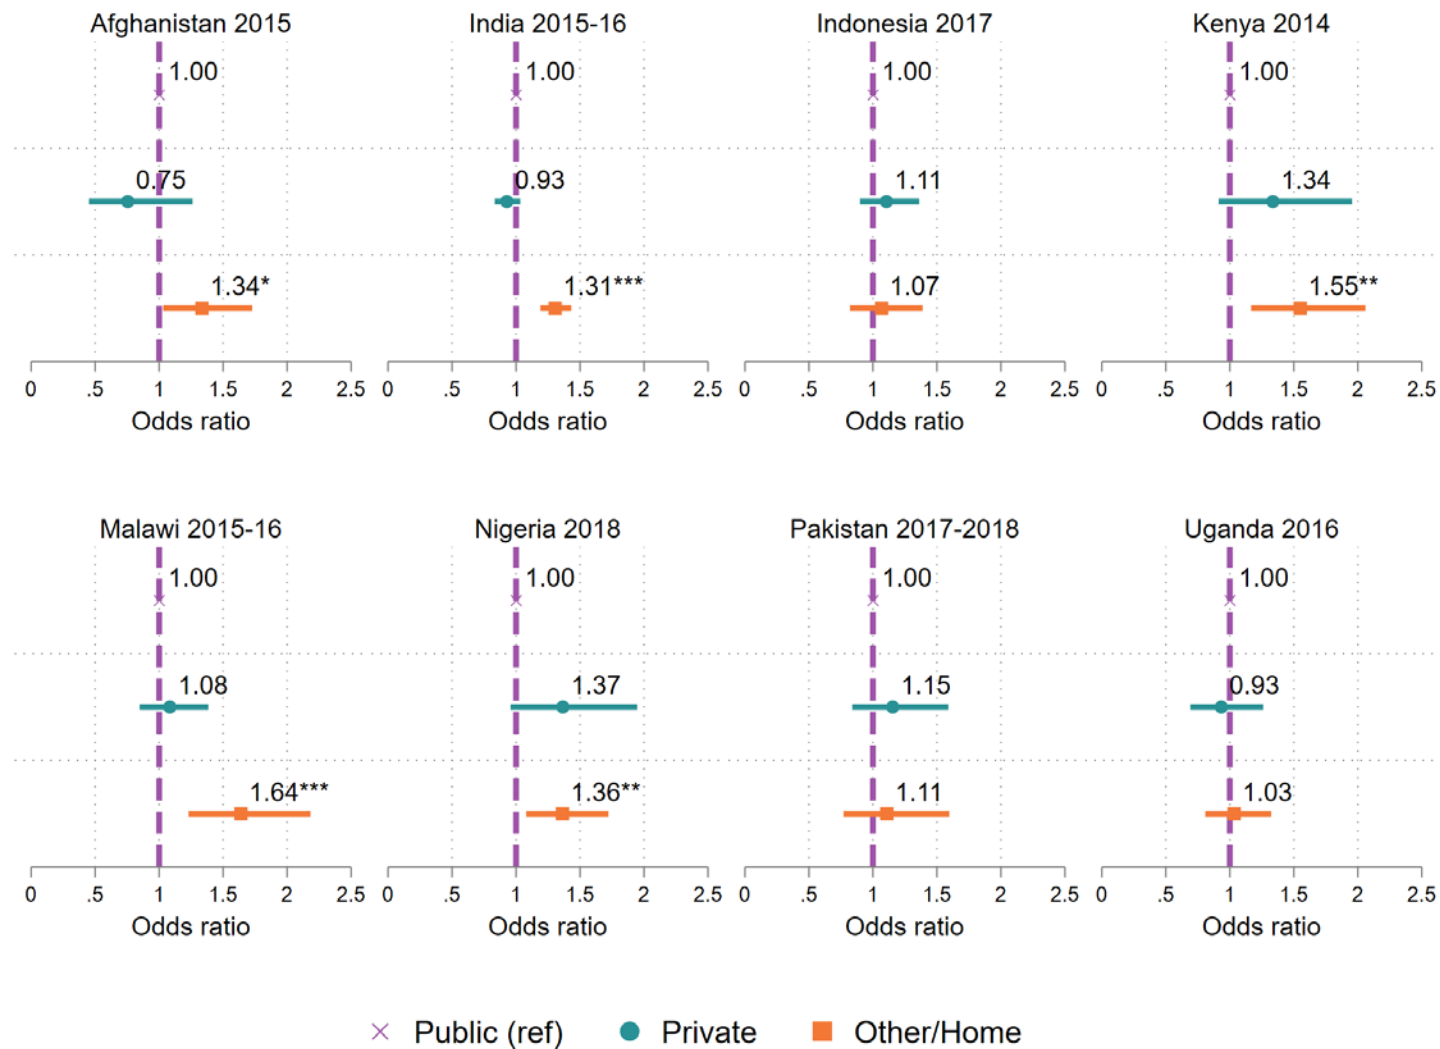 Afghanistan 2015 India 2015-16 Indonesia 2017 Kenya 2014
1.00 1.00 1.00 1.00
0.75 0.93 1.11 1.34
1.34* 1.31*** 1.07 1.55**
0 .5 1 1.5 2 2.5 0 .5 1 1.5 2 2.5 0 .5 1 1.5 2 2.5 0 .5 1 1.5 2 2.5
Odds ratio Odds ratio Odds ratio Odds ratio
Malawi 2015-16 Nigeria 2018 Pakistan 2017-2018 Uganda 2016
1.00 1.00 1.00 1.00
1.08 1.37 1.15 0.93
1.64*** 1.36** 1.11 1.03
0 .5 1 1.5 2 2.5 0 .5 1 1.5 2 2.5 0 .5 1 1.5 2 2.5 0 .5 1 1.5 2 2.5
Odds ratio Odds ratio Odds ratio Odds ratio
Public (ref) Private Other/Home